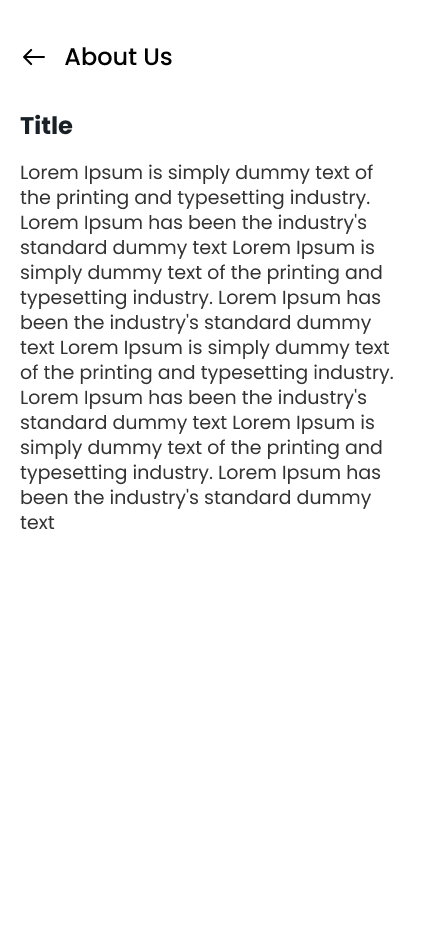 About Us
Title
Lorem Ipsum is simply dummy text of
the printing and typesetting industry.
Lorem Ipsum has been the industry's
standard dummy text Lorem Ipsum is
simply dummy text of the printing and
typesetting industry. Lorem Ipsum has
been the industry's standard dummy
text Lorem Ipsum is simply dummy text
of the printing and typesetting industry.
Lorem Ipsum has been the industry's
standard dummy text Lorem Ipsum is
simply dummy text of the printing and
typesetting industry. Lorem Ipsum has
been the industry's standard dummy
text